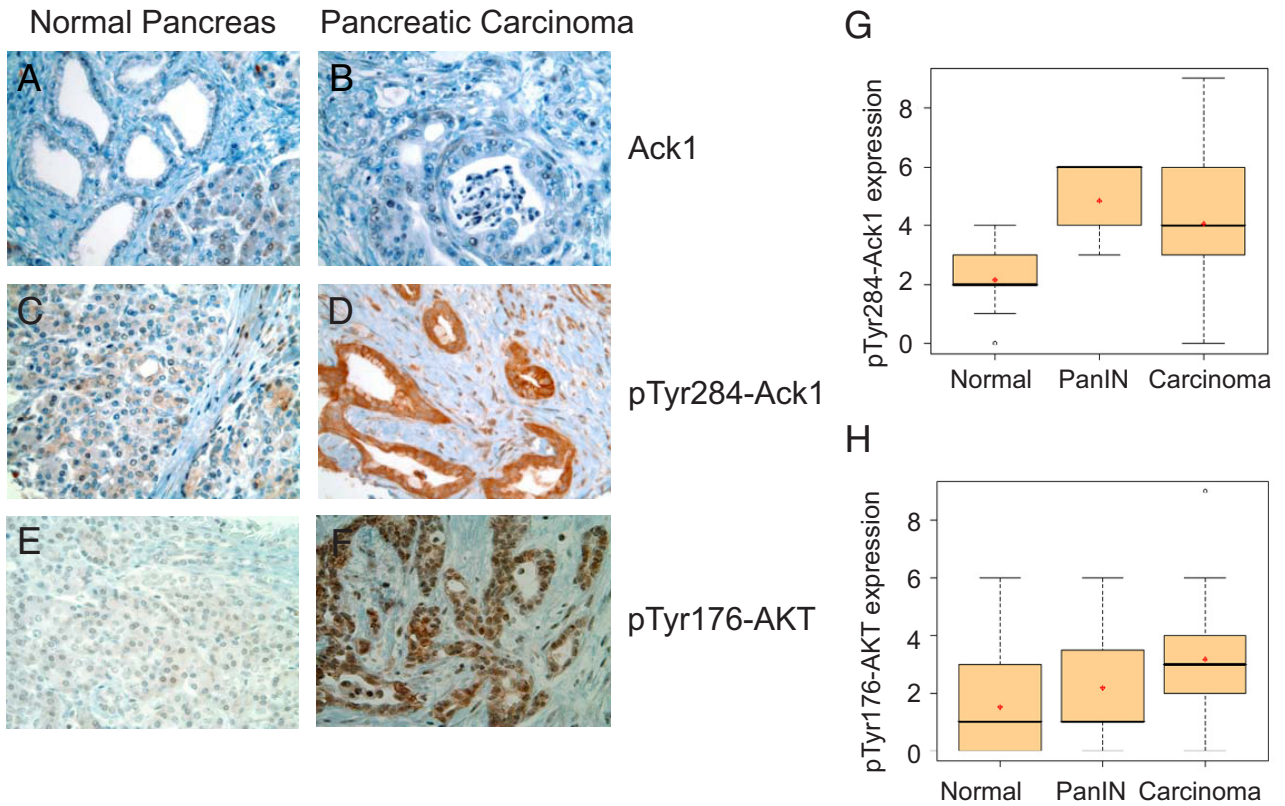 Normal Pancreas
Pancreatic Carcinoma
A
B
Ack1
C
D
pTyr284-Ack1
E
F
pTyr176-AKT
G
pTyr284-Ack1 expression
8
6
4
2
0
Normal
PanIN
Carcinoma
H
pTyr176-AKT expression
8
6
4
2
0
Normal
PanIN
Carcinoma